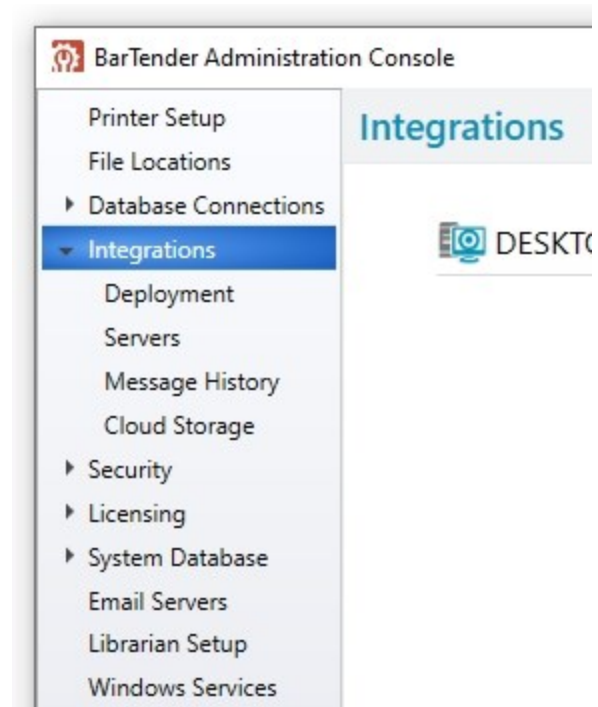 BarTender Administration Console
Printer Setup
File Locations
Database Connections
Integrations
Deployment
Servers
Message History
Cloud Storage
Security
Licensing
System Database
Email Servers
Librarian Setup
Windows Services
Integrations